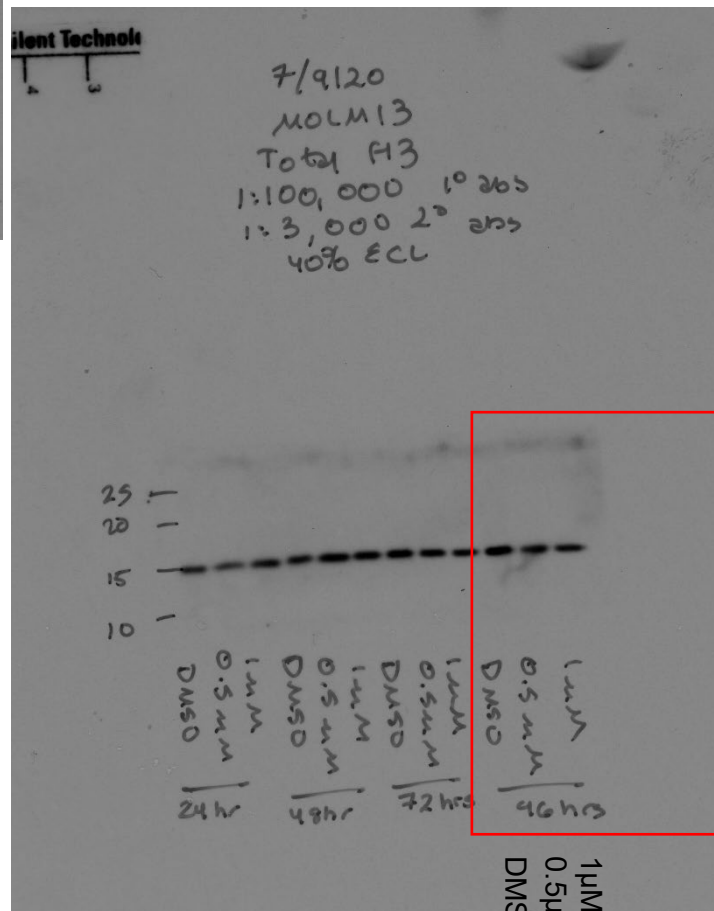 ilent Technolo
4 3
7/9/20
MOLM13
Total H3
1:100,000 1° abs
1:3,000 2° abs
40% ECL
25
20
15
10
DMSO 0.5 uM 1 uM DMSO 0.5 uM 1 uM DMSO 0.5 uM 1 uM DMSO 0.5 uM 1 uM
24 hr 48 hr 72 hrs 96 hrs
1µM
0.5µ
DMS